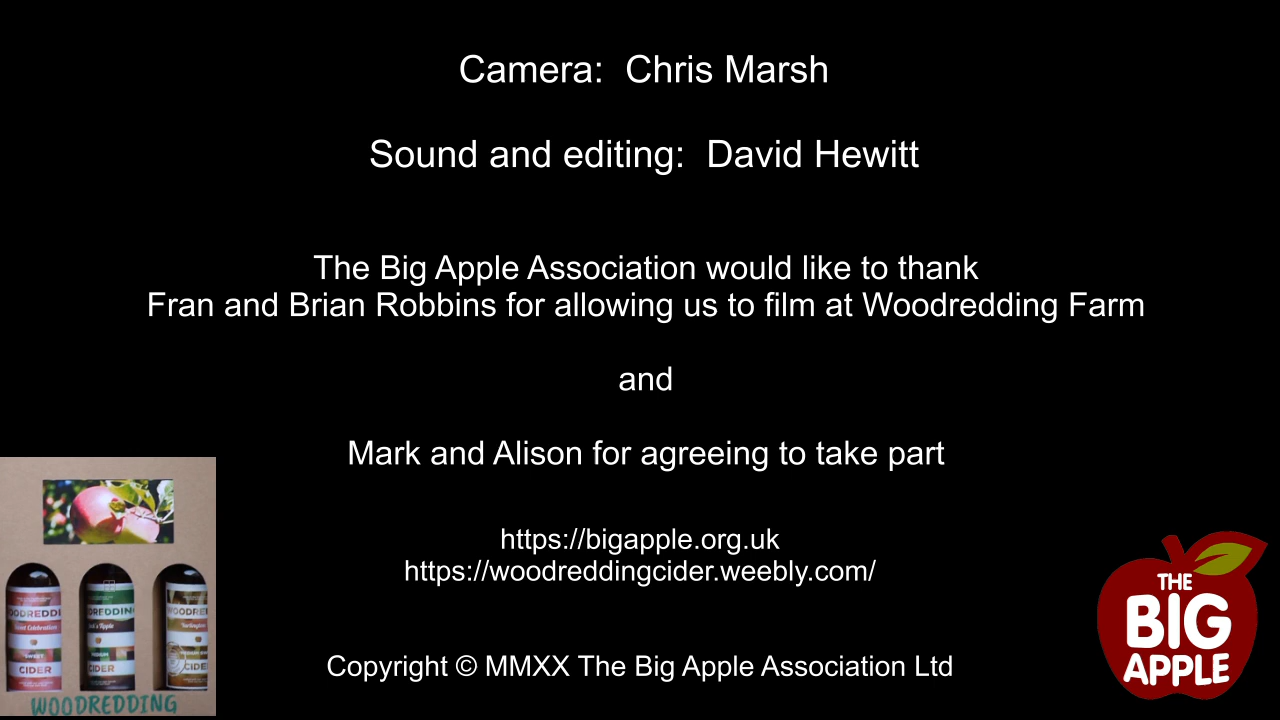 Camera:  Chris Marsh
Sound and editing:  David Hewitt
The Big Apple Association would like to thank
Fran and Brian Robbins for allowing us to film at Woodredding Farm
and
Mark and Alison for agreeing to take part
https://bigapple.org.uk
https://woodreddingcider.weebly.com/
Copyright © MMXX The Big Apple Association Ltd
THE
BIG
APPLE
SWEET
CIDER
CIDER
CIDE
WOODREDDING